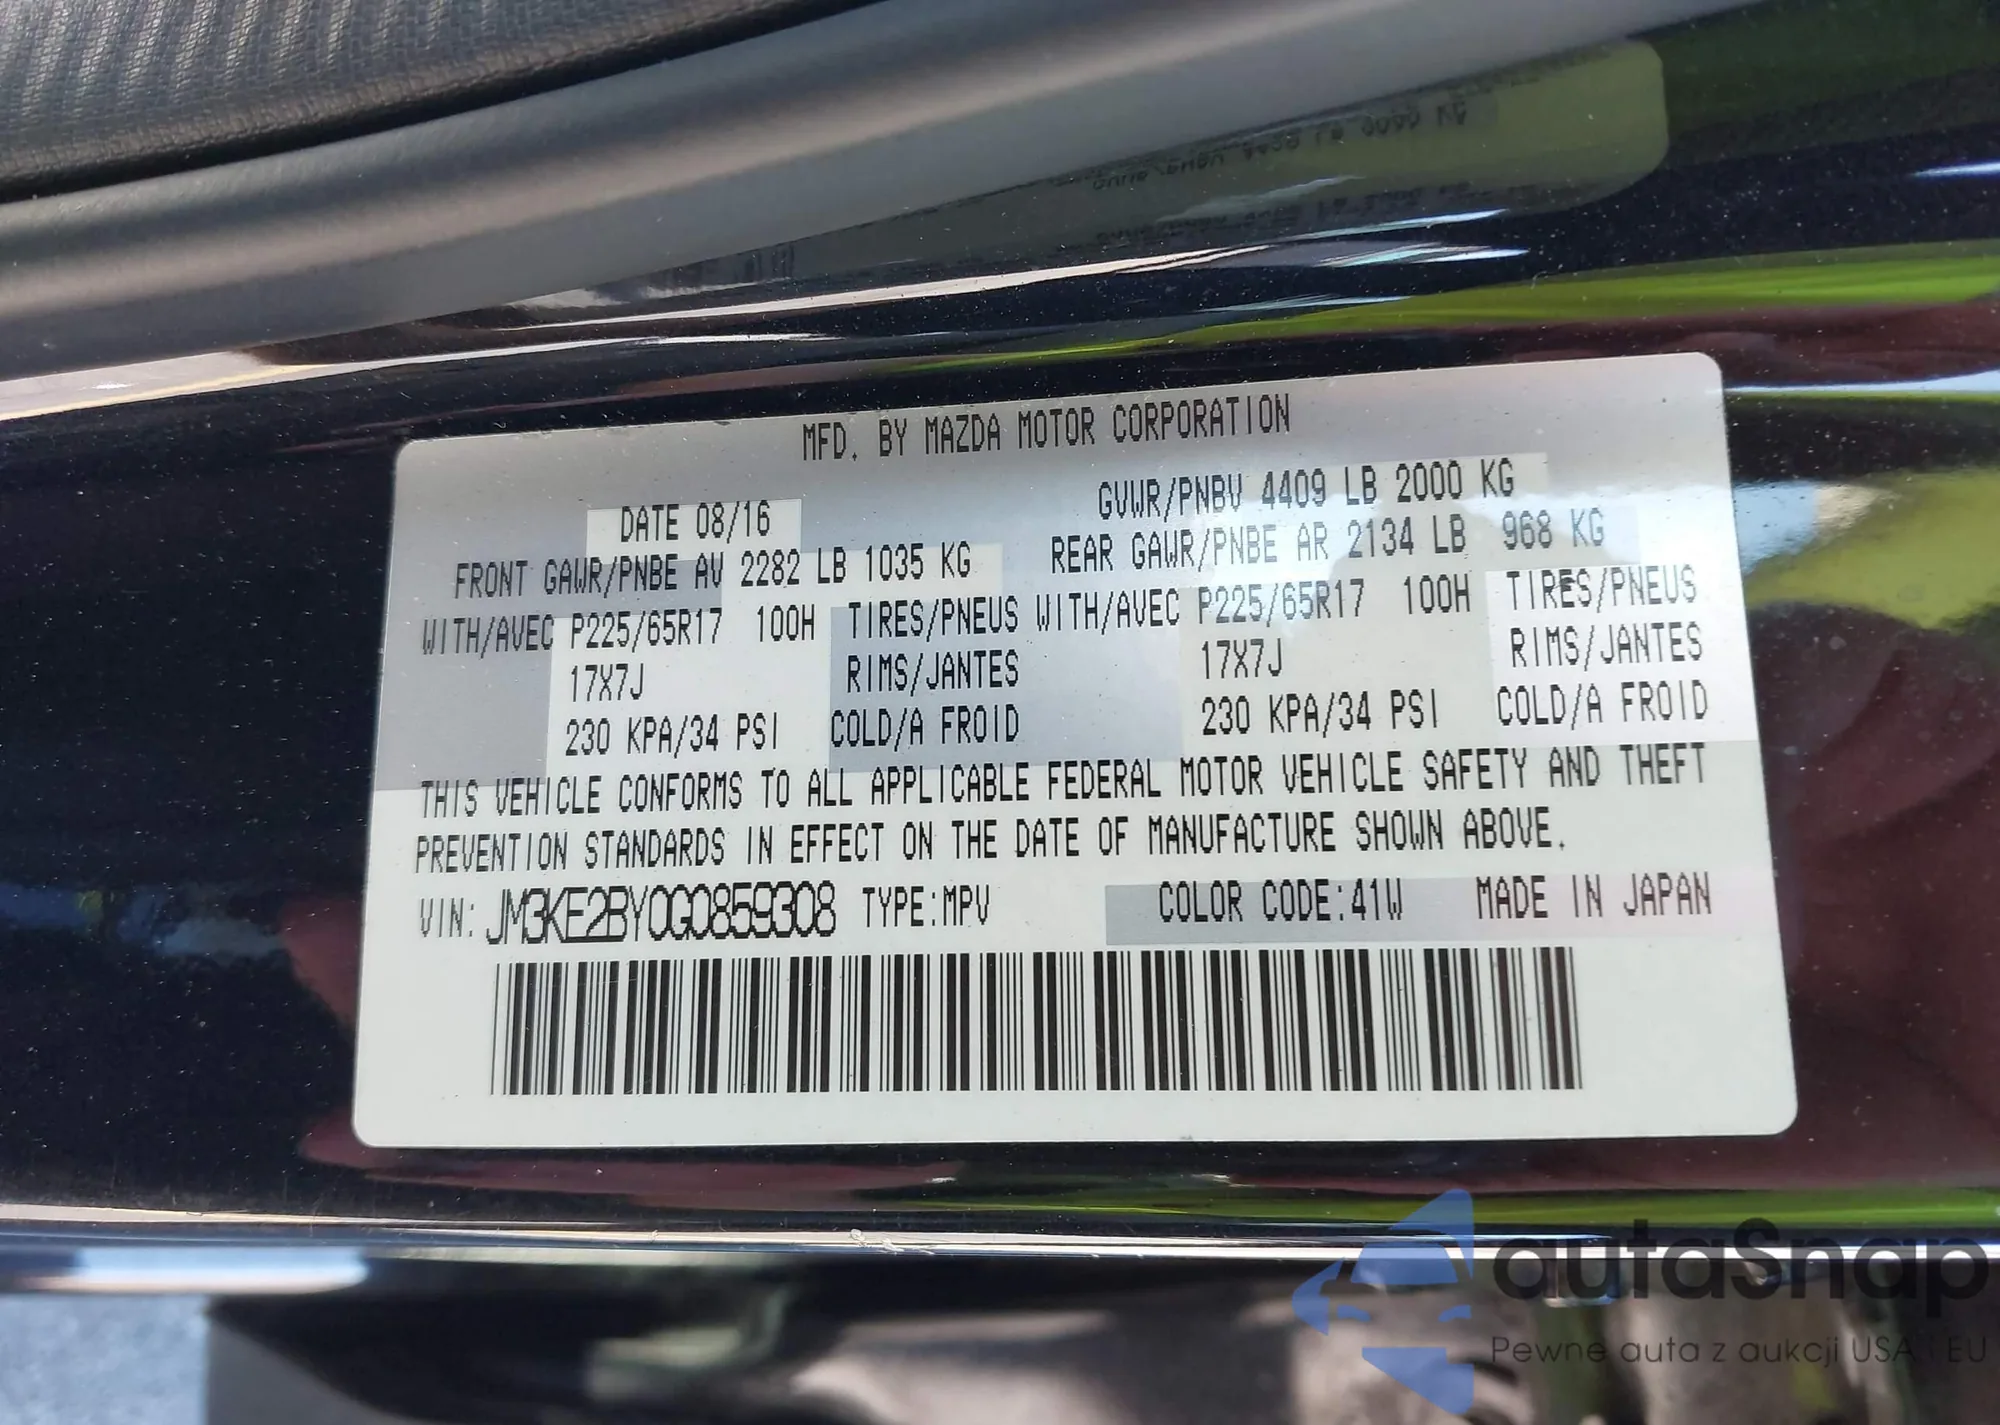 MFD. BY MAZDA MOTOR CORPORATION
DATE 08/16 GVWR/PNBV 4409 LB 2000 KG
FRONT GAWR/PNBE AV 2282 LB 1035 KG REAR GAWR/PNBE AR 2134 LB 968 KG
WITH/AVEC P225/65R17 100H TIRES/PNEUS WITH/AVEC P225/65R17 100H TIRES/PNEUS
17X7J RIMS/JANTES 17X7J RIMS/JANTES
230 KPA/34 PSI COLD/A FROID 230 KPA/34 PSI COLD/A FROID
THIS VEHICLE CONFORMS TO ALL APPLICABLE FEDERAL MOTOR VEHICLE SAFETY AND THEFT
PREVENTION STANDARDS IN EFFECT ON THE DATE OF MANUFACTURE SHOWN ABOVE.
VIN: JM3KE2BY0G0859308 TYPE:MPV COLOR CODE:41W MADE IN JAPAN
autaSnap
Pewne auta z aukcji USA i EU